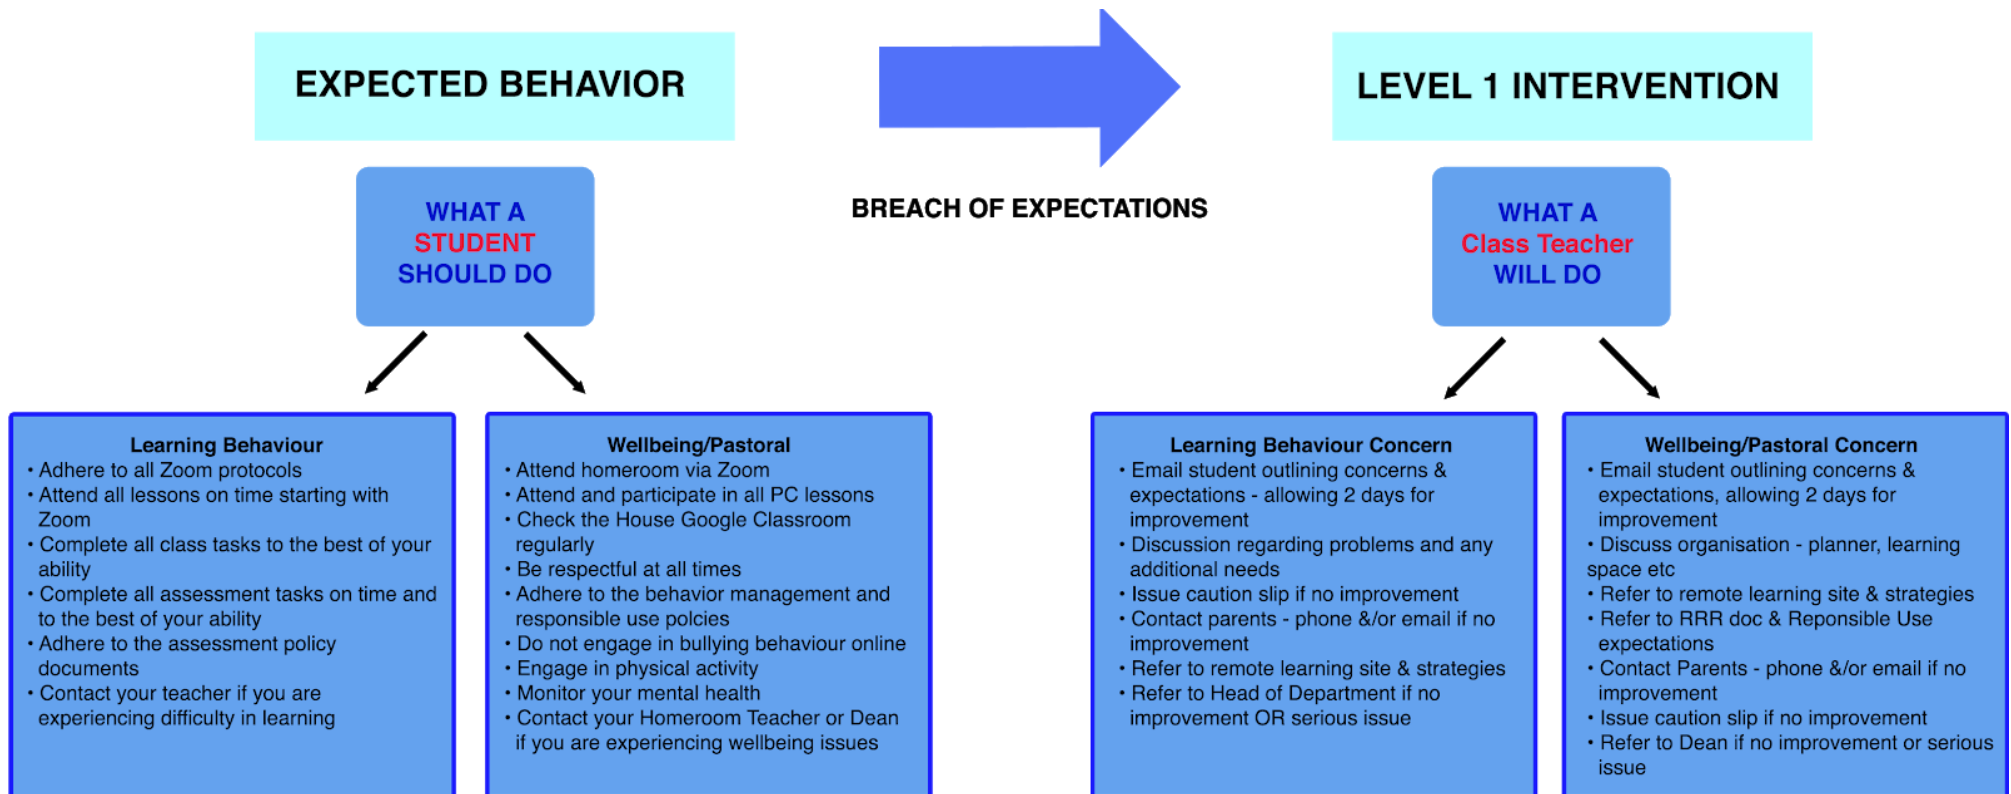 EXPECTED BEHAVIOR
LEVEL 1 INTERVENTION
BREACH OF EXPECTATIONS
WHAT A
STUDENT
SHOULD DO
WHAT A
Class Teacher
WILL DO
Learning Behaviour
• Adhere to all Zoom protocols
• Attend all lessons on time starting with
Zoom
• Complete all class tasks to the best of your
ability
• Complete all assessment tasks on time and
to the best of your ability
• Adhere to the assessment policy
documents
• Contact your teacher if you are
experiencing difficulty in learning
Wellbeing/Pastoral
• Attend homeroom via Zoom
• Attend and participate in all PC lessons
• Check the House Google Classroom
regularly
• Be respectful at all times
• Adhere to the behavior management and
responsible use polcies
• Do not engage in bullying behaviour online
• Engage in physical activity
• Monitor your mental health
• Contact your Homeroom Teacher or Dean
if you are experiencing wellbeing issues
Learning Behaviour Concern
• Email student outlining concerns &
expectations - allowing 2 days for
improvement
• Discussion regarding problems and any
additional needs
• Issue caution slip if no improvement
• Contact parents - phone &/or email if no
improvement
• Refer to remote learning site & strategies
• Refer to Head of Department if no
improvement OR serious issue
Wellbeing/Pastoral Concern
• Email student outlining concerns &
expectations, allowing 2 days for
improvement
• Discuss organisation - planner, learning
space etc
• Refer to remote learning site & strategies
• Refer to RRR doc & Reponsible Use
expectations
• Contact Parents - phone &/or email if no
improvement
• Issue caution slip if no improvement
• Refer to Dean if no improvement or serious
issue